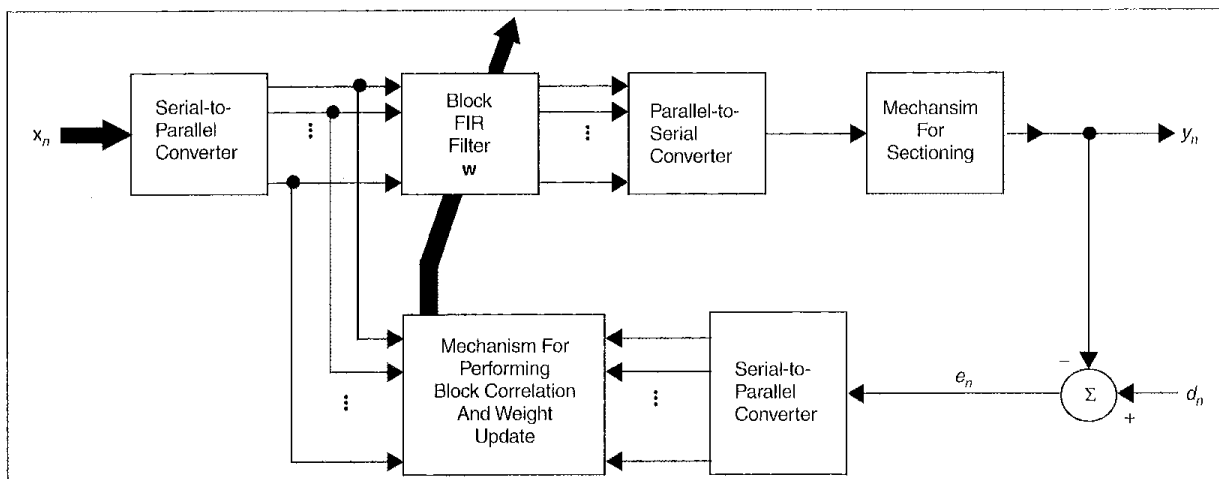 x_n
Serial-to-
Parallel
Converter
Block
FIR
Filter
w
Parallel-to-
Serial
Converter
Mechansim
For
Sectioning
y_n
Mechanism For
Performing
Block Correlation
And Weight
Update
Serial-to-
Parallel
Converter
e_n
−
Σ
+
d_n